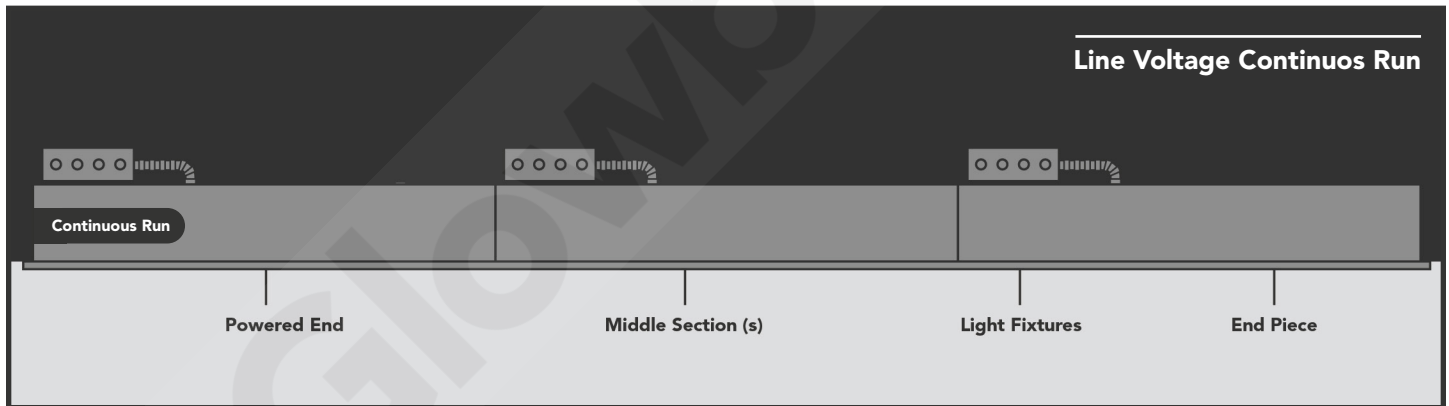 Line Voltage Continuos Run
Continuous Run
Powered End
Middle Section (s)
Light Fixtures
End Piece